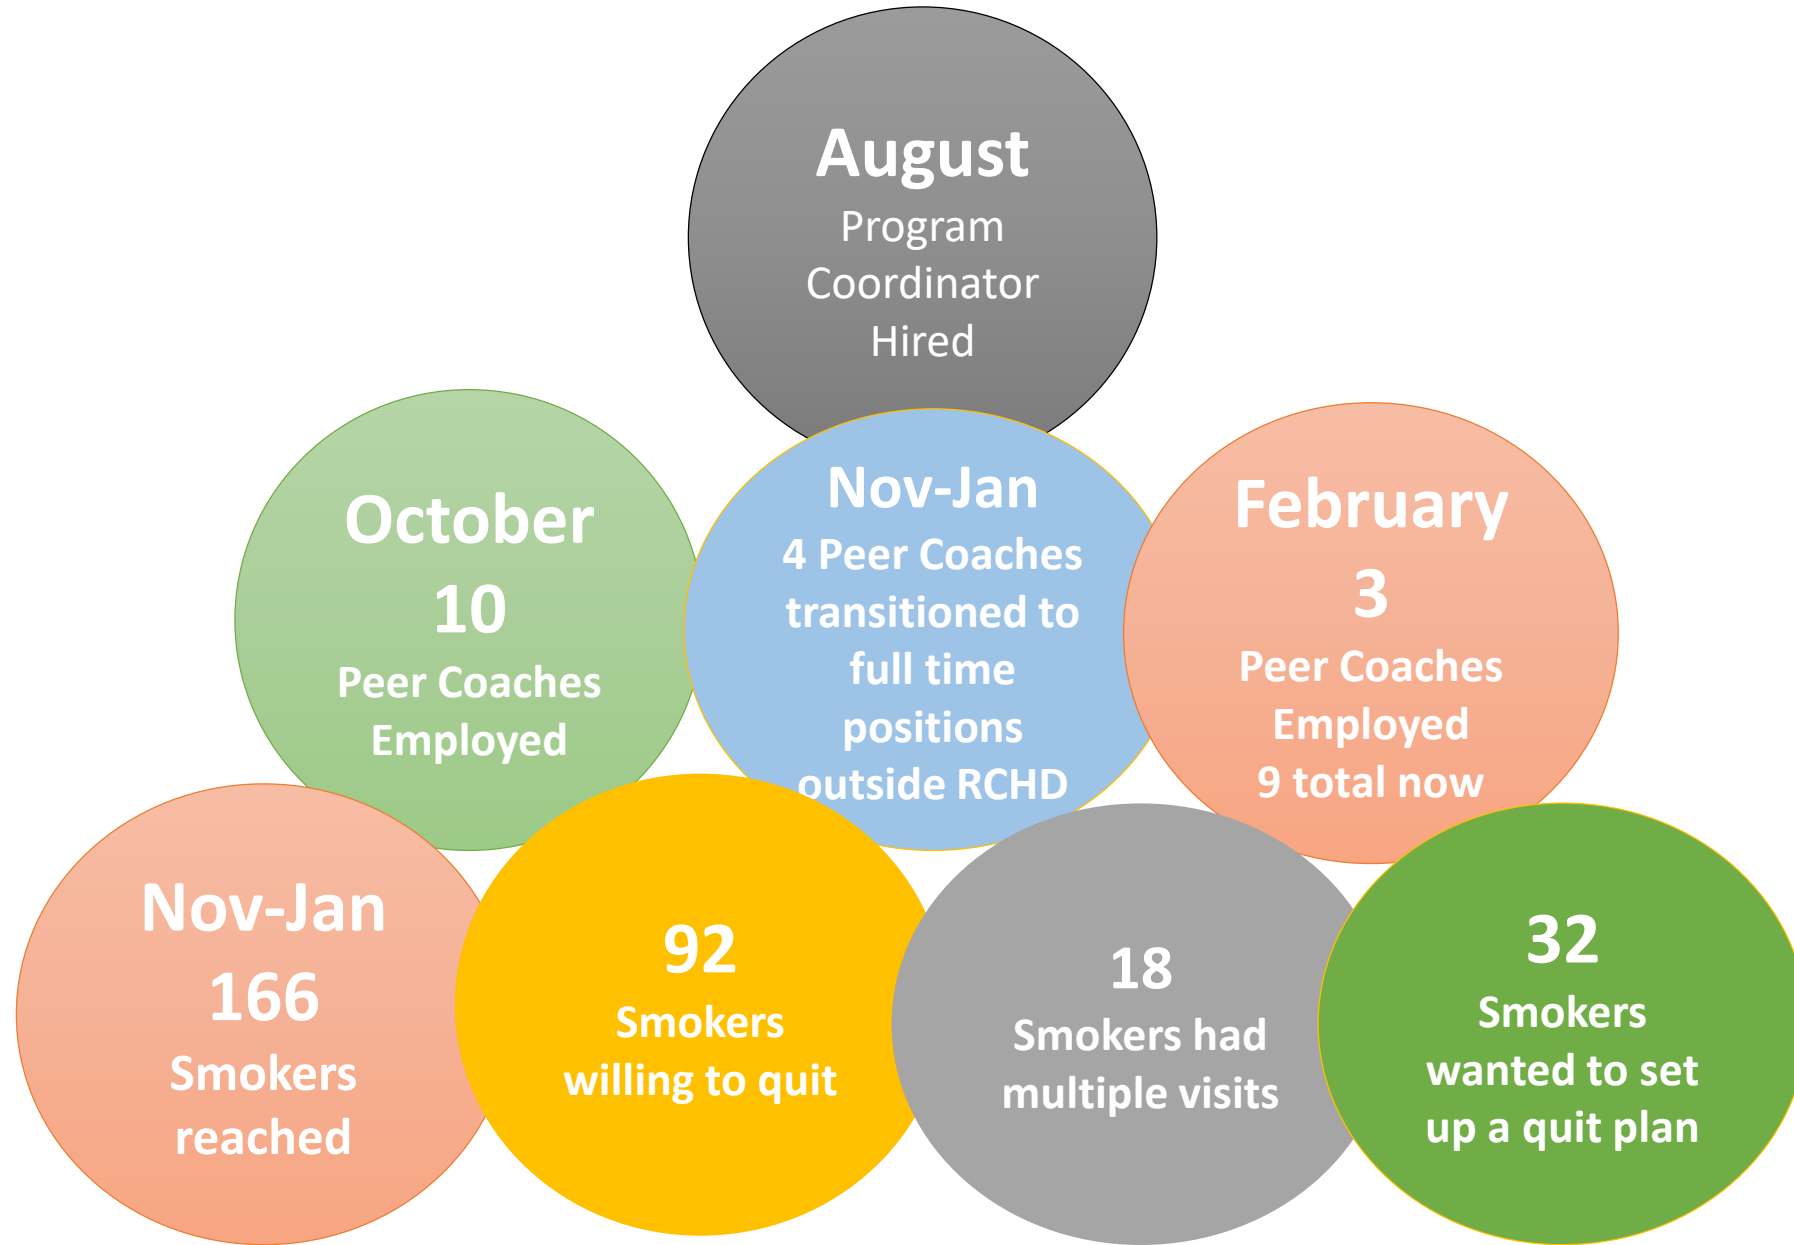 August
Program
Coordinator
Hired
October
10
Peer Coaches
Employed
Nov-Jan
4 Peer Coaches
transitioned to
full time
positions
outside RCHD
February
3
Peer Coaches
Employed
9 total now
Nov-Jan
166
Smokers
reached
92
Smokers
willing to quit
18
Smokers had
multiple visits
32
Smokers
wanted to set
up a quit plan